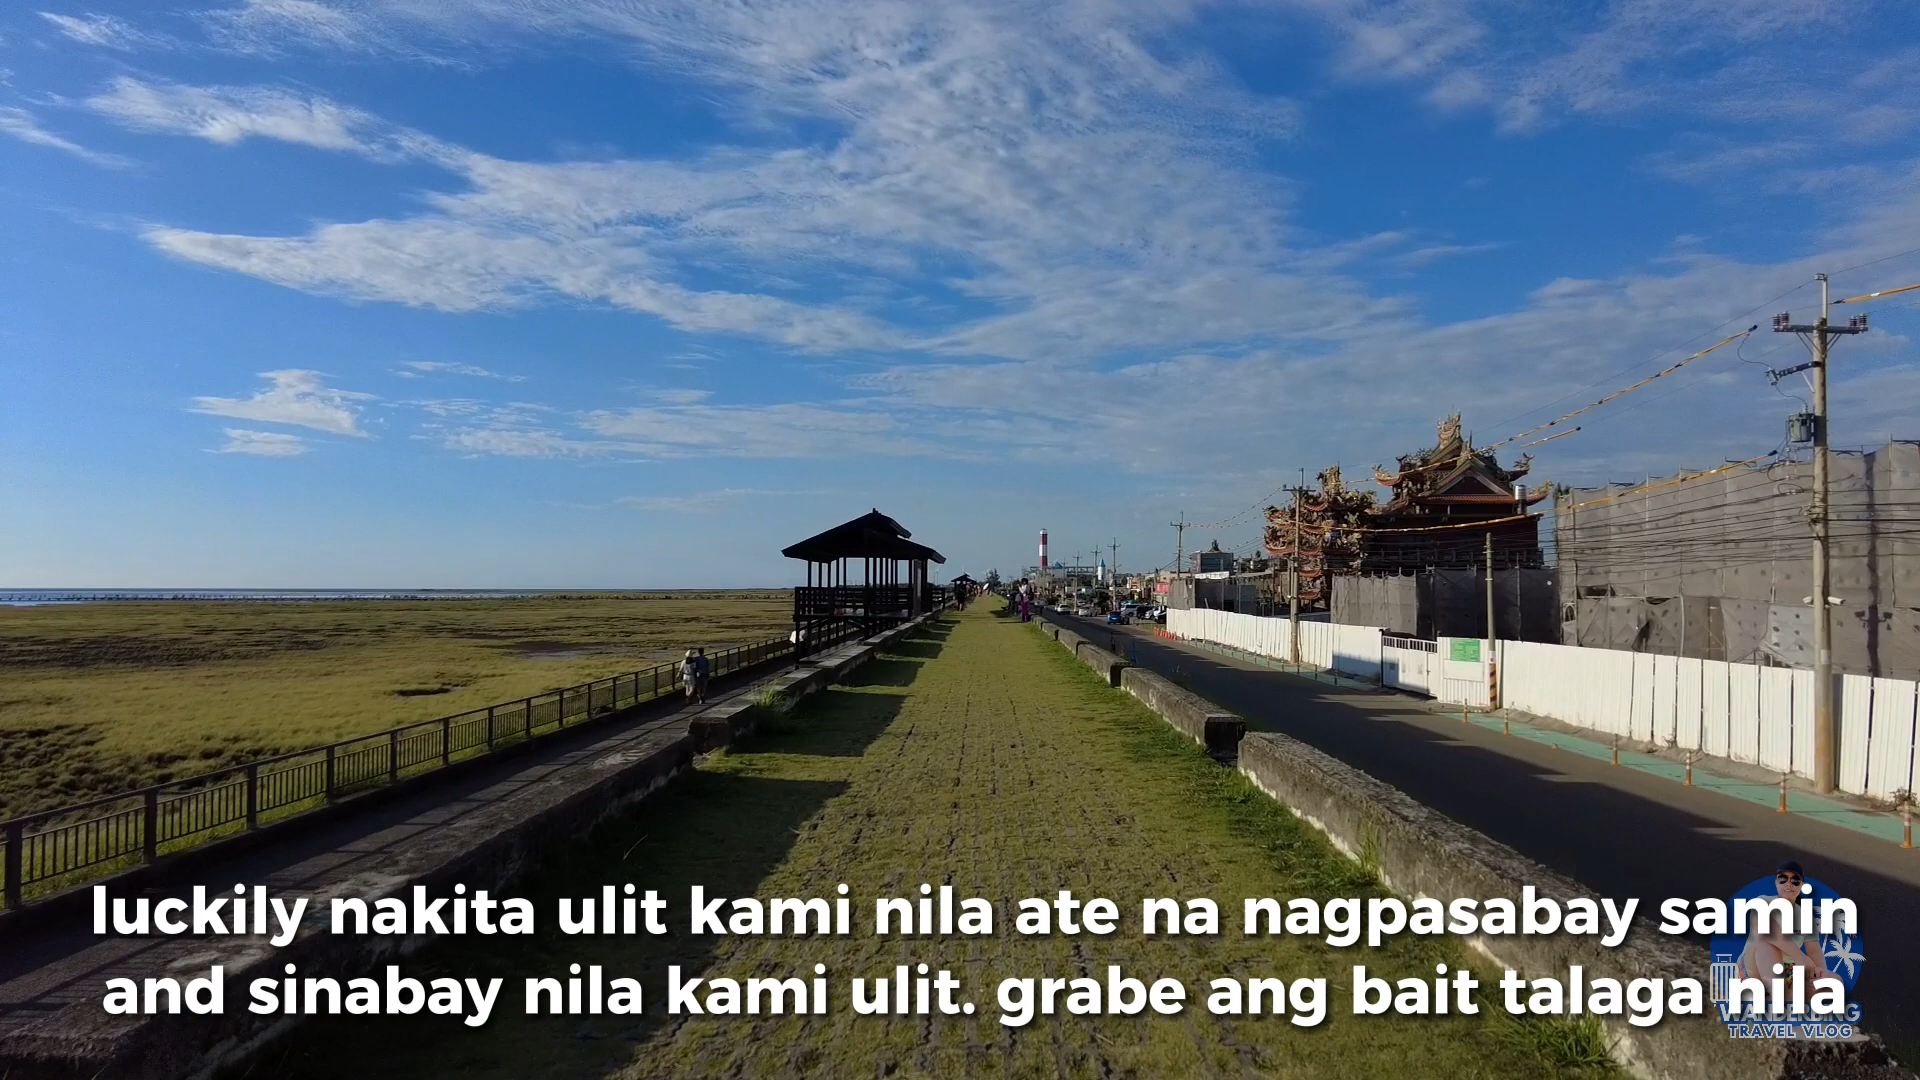 luckily nakita ulit kami nila ate na nagpasabay samin
and sinabay nila kami ulit. grabe ang bait talaga nila
WANDERBING
TRAVEL VLOG